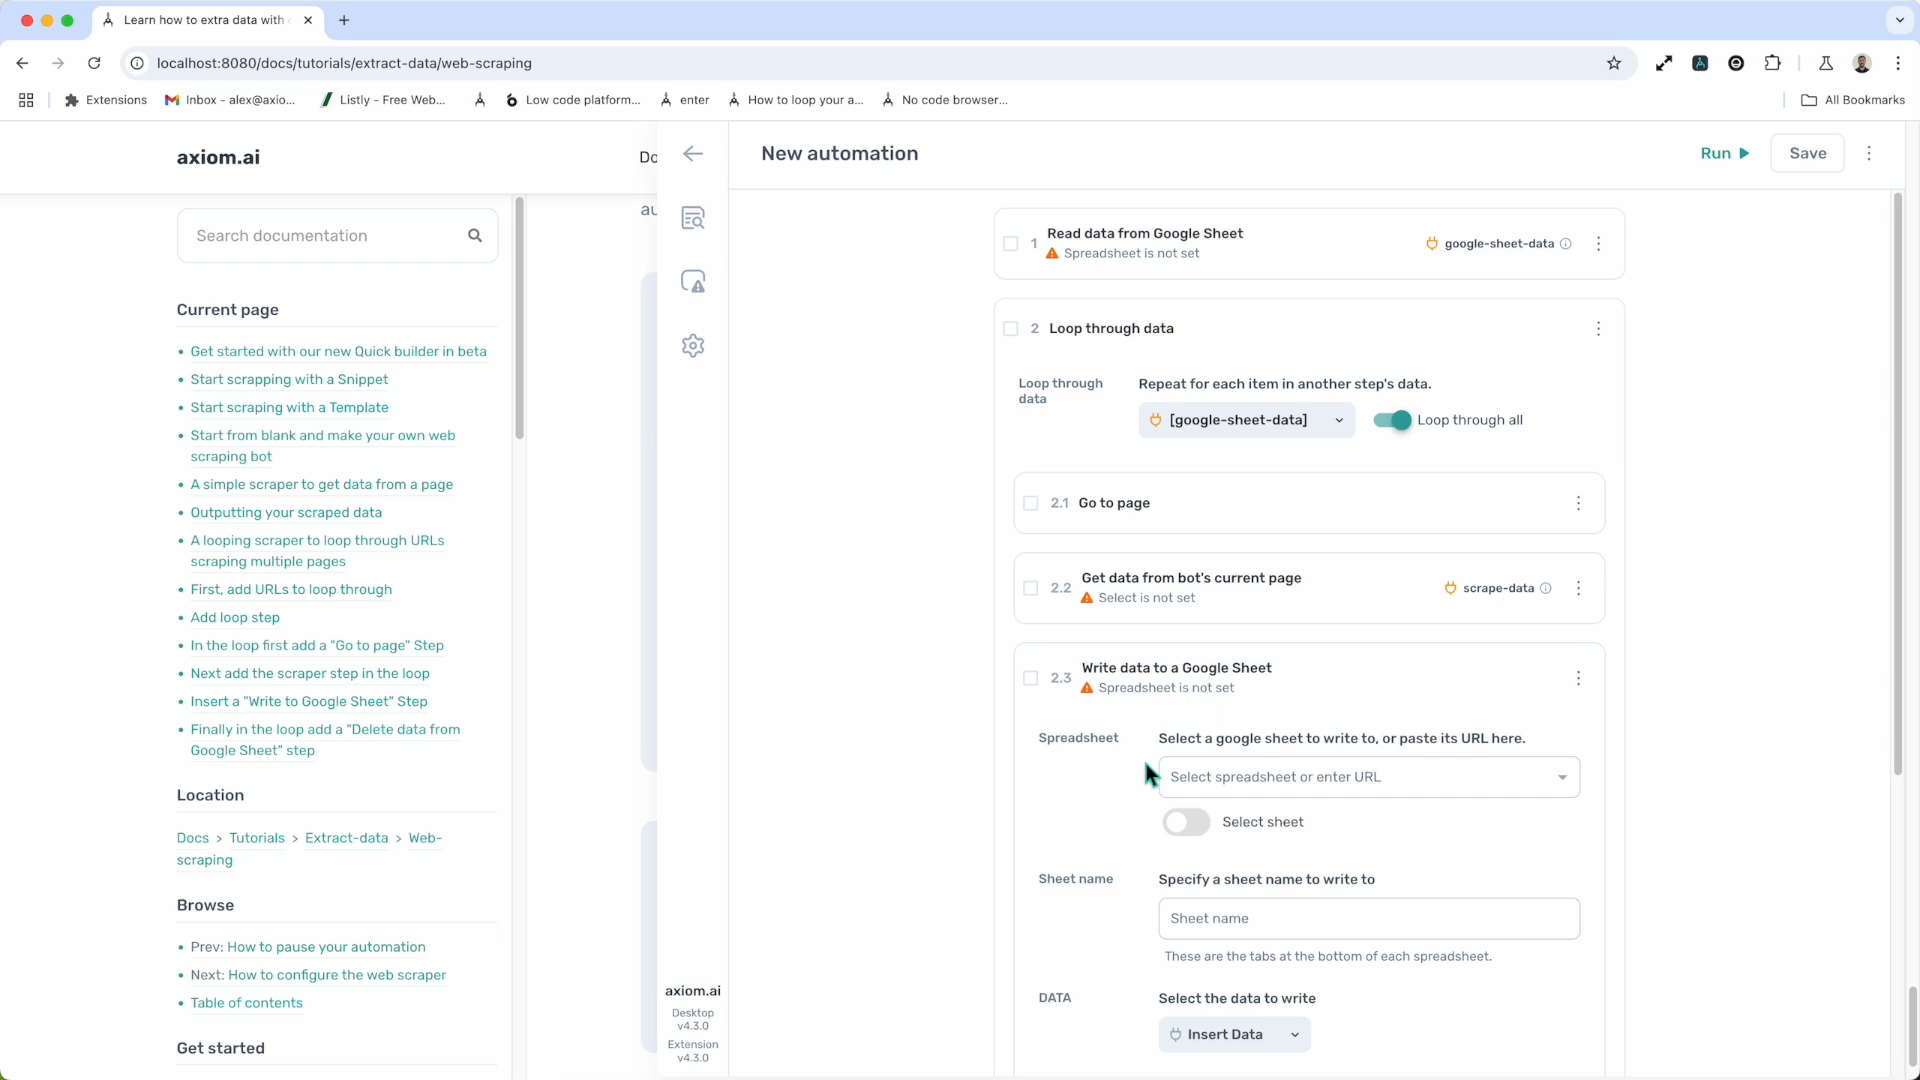 Learn how to extra data with
localhost:8080/docs/tutorials/extract-data/web-scraping
Extensions
Inbox - alex@axio...
Listly - Free Web...
Low code platform...
enter
How to loop your a...
No code browser...
All Bookmarks
axiom.ai
Do
New automation
Run
Save
au
Search documentation
Current page
Get started with our new Quick builder in beta
Start scrapping with a Snippet
Start scraping with a Template
Start from blank and make your own web
scraping bot
A simple scraper to get data from a page
Outputting your scraped data
A looping scraper to loop through URLs
scraping multiple pages
First, add URLs to loop through
Add loop step
In the loop first add a "Go to page" Step
Next add the scraper step in the loop
Insert a "Write to Google Sheet" Step
Finally in the loop add a "Delete data from
Google Sheet" step
Location
Docs > Tutorials > Extract-data > Web-
scraping
Browse
Prev: How to pause your automation
Next: How to configure the web scraper
Table of contents
Get started
axiom.ai
Desktop
v4.3.0
Extension
v4.3.0
1 Read data from Google Sheet
Spreadsheet is not set
google-sheet-data
2 Loop through data
Loop through
data
Repeat for each item in another step's data.
[google-sheet-data]
Loop through all
2.1 Go to page
2.2 Get data from bot's current page
Select is not set
scrape-data
2.3 Write data to a Google Sheet
Spreadsheet is not set
Spreadsheet
Select a google sheet to write to, or paste its URL here.
Select spreadsheet or enter URL
Select sheet
Sheet name
Specify a sheet name to write to
Sheet name
These are the tabs at the bottom of each spreadsheet.
DATA
Select the data to write
Insert Data